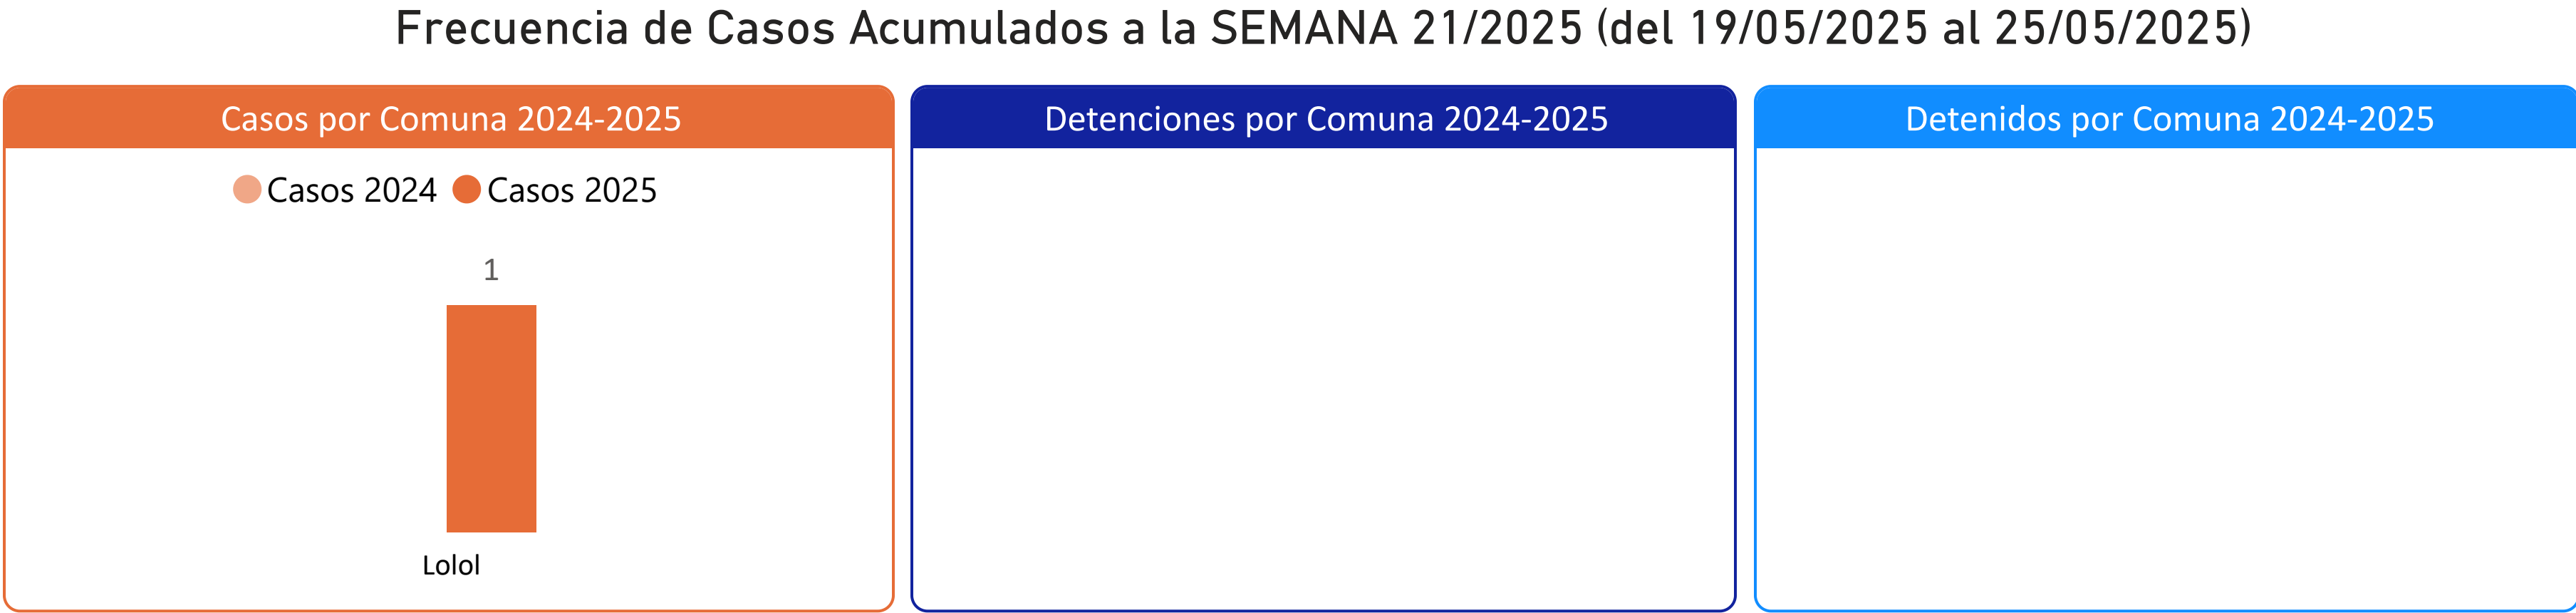 Frecuencia de Casos Acumulados a la SEMANA 21/2025 (del 19/05/2025 al 25/05/2025)
Casos por Comuna 2024-2025
Casos 2024 Casos 2025
1
Lolol
Detenciones por Comuna 2024-2025
Detenidos por Comuna 2024-2025